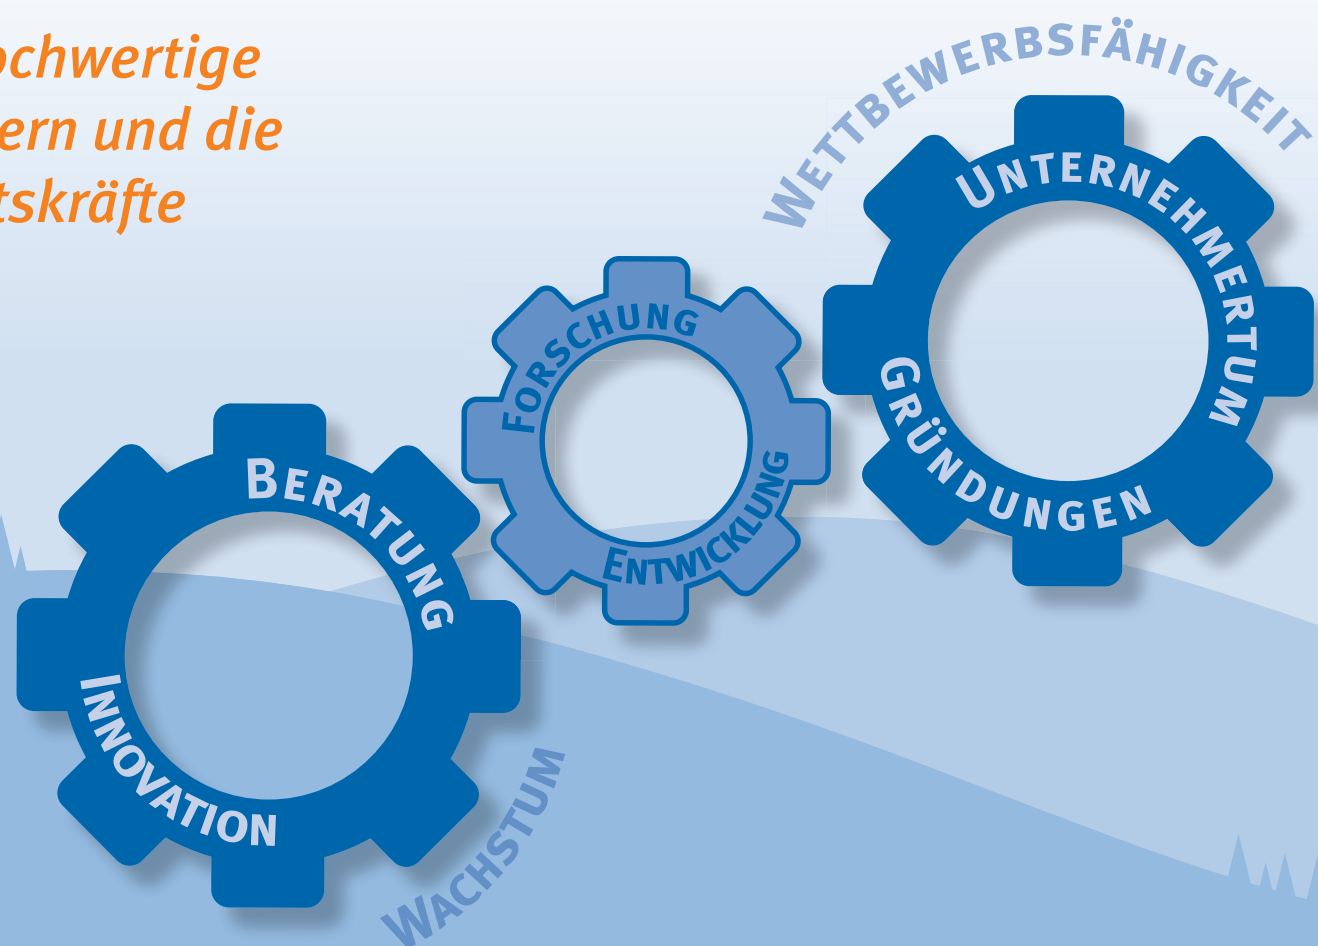 ochwertige
ern und die
tskräfte
WETTBEWERBSFÄHIGKEIT
UNTERNEHMERTUM
GRÜNDUNGEN
FORSCHUNG
ENTWICKLUNG
BERATUNG
INNOVATION
WACHSTUM